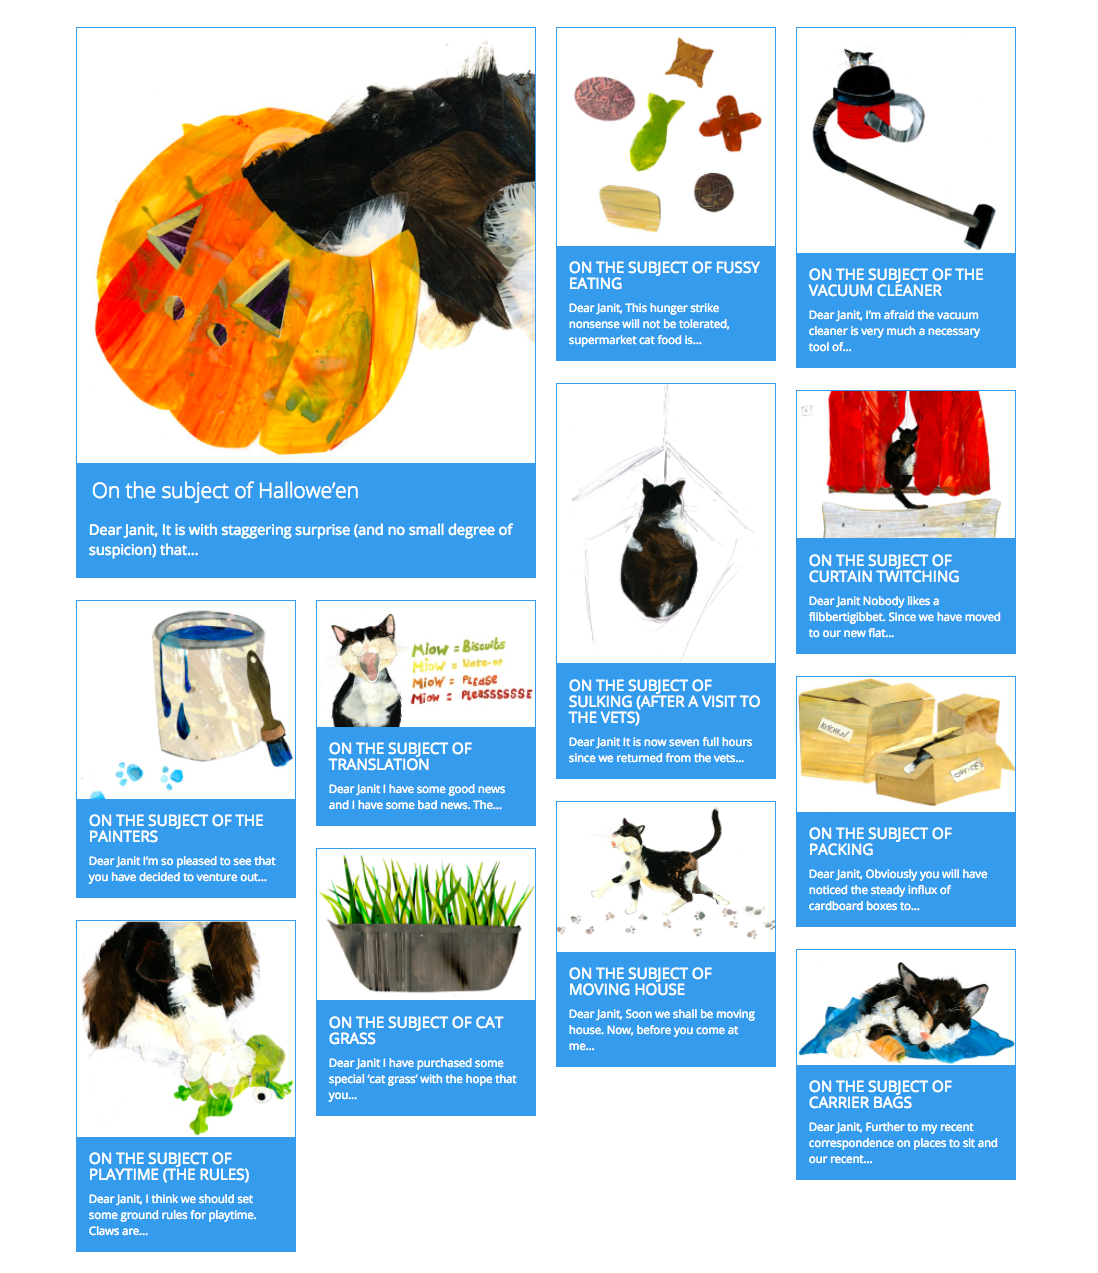 On the subject of Hallowe’en
Dear Janit, It is with staggering surprise (and no small degree of
suspicion) that...
ON THE SUBJECT OF FUSSY
EATING
Dear Janit, This hunger strike
nonsense will not be tolerated,
supermarket cat food is...
ON THE SUBJECT OF THE
VACUUM CLEANER
Dear Janit, I’m afraid the vacuum
cleaner is very much a necessary
tool of...
ON THE SUBJECT OF
CURTAIN TWITCHING
Dear Janit Nobody likes a
flibbertigibbet. Since we have moved
to our new flat...
ON THE SUBJECT OF THE
PAINTERS
Dear Janit I’m so pleased to see that
you have decided to venture out...
Miow = Biscuits
Miow = Wake-up
Miow = PLEASE
Miow = PLEASSSSSSE
ON THE SUBJECT OF
TRANSLATION
Dear Janit I have some good news
and I have some bad news. The...
ON THE SUBJECT OF
SULKING (AFTER A VISIT TO
THE VETS)
Dear Janit It is now seven full hours
since we returned from the vets...
KITCHEN
OFFICE
ON THE SUBJECT OF
PACKING
Dear Janit, Obviously you will have
noticed the steady influx of
cardboard boxes to...
ON THE SUBJECT OF
PLAYTIME (THE RULES)
Dear Janit, I think we should set
some ground rules for playtime.
Claws are...
ON THE SUBJECT OF CAT
GRASS
Dear Janit I have purchased some
special ‘cat grass’ with the hope that
you...
ON THE SUBJECT OF
MOVING HOUSE
Dear Janit, Soon we shall be moving
house. Now, before you come at
me...
ON THE SUBJECT OF
CARRIER BAGS
Dear Janit, Further to my recent
correspondence on places to sit and
our recent...